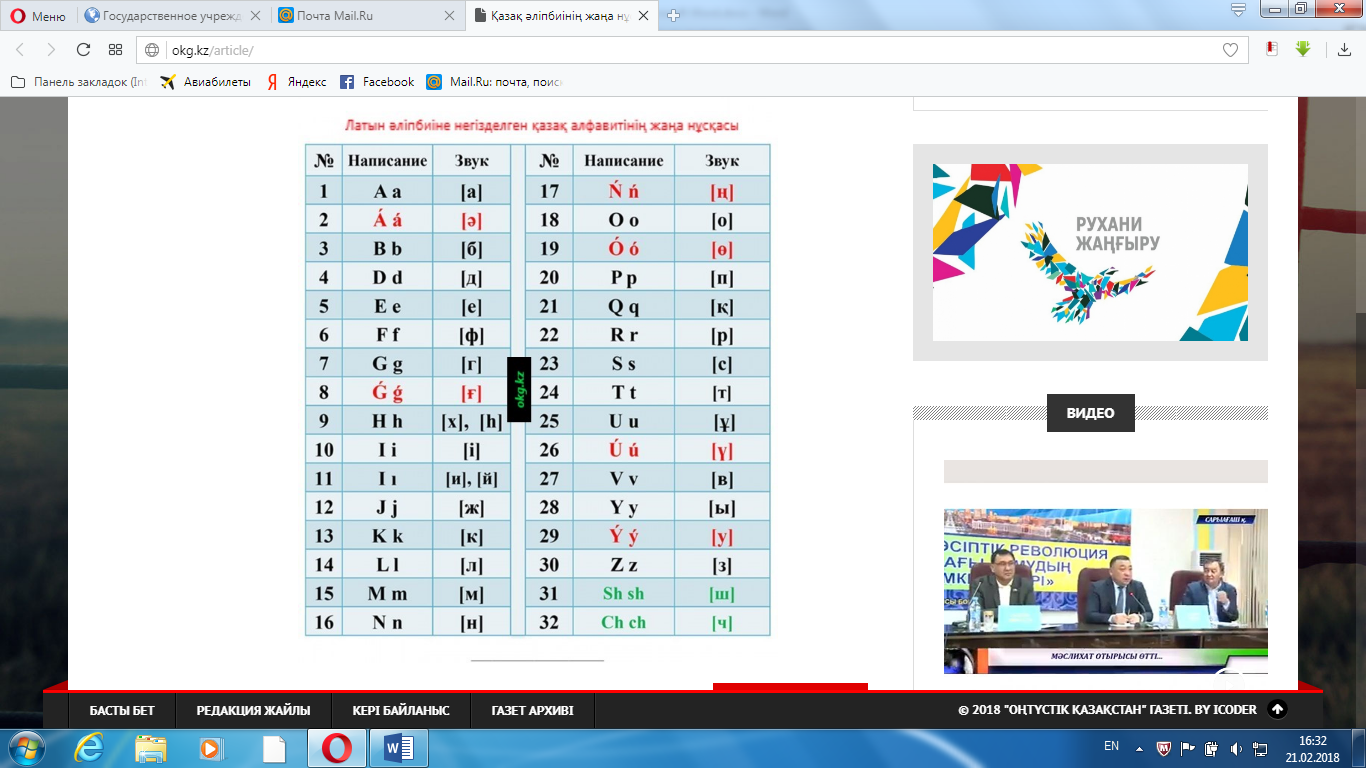 Меню
Государственное учрежд
Почта Mail.Ru
Қазақ әліпбиінің жаңа нұ
okg.kz/article/
Панель закладок (Int
Авиабилеты
Яндекс
Facebook
Mail.Ru: почта, поис
Латын әліпбиіне негізделген қазақ алфавитінің жаңа нұсқасы
№ Написание Звук № Написание Звук
1 A a [а] 17 Ń ń [ң]
2 Á á [ә] 18 O o [о]
3 B b [б] 19 Ó ó [ө]
4 D d [д] 20 P p [п]
5 E e [е] 21 Q q [қ]
6 F f [ф] 22 R r [р]
7 G g [г] 23 S s [с]
8 Ǵ ǵ [ғ] 24 T t [т]
9 H h [х], [h] 25 U u [ұ]
10 I i [і] 26 Ú ú [ү]
11 I ı [и], [й] 27 V v [в]
12 J j [ж] 28 Y y [ы]
13 K k [к] 29 Ý ý [у]
14 L l [л] 30 Z z [з]
15 M m [м] 31 Sh sh [ш]
16 N n [н] 32 Ch ch [ч]
okg.kz
РУХАНИ
ЖАҢҒЫРУ
ВИДЕО
САРЫАҒАШ қ.
ӘСІПТІК РЕВОЛЮЦИЯ
МӘСЛИХАТ ОТЫРЫСЫ ӨТТІ...
БАСТЫ БЕТ
РЕДАКЦИЯ ЖАЙЛЫ
КЕРІ БАЙЛАНЫС
ГАЗЕТ АРХИВІ
© 2018 "ОҢТҮСТІК ҚАЗАҚСТАН" ГАЗЕТІ. BY ICODER
EN
16:32
21.02.2018